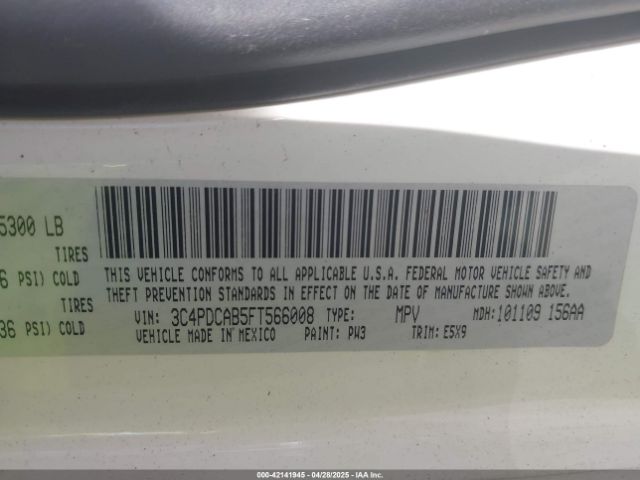 5300 LB
TIRES
6 PSI) COLD
TIRES
36 PSI) COLD
THIS VEHICLE CONFORMS TO ALL APPLICABLE U.S.A. FEDERAL MOTOR VEHICLE SAFETY AND
THEFT PREVENTION STANDARDS IN EFFECT ON THE DATE OF MANUFACTURE SHOWN ABOVE.
VIN: 3C4PDCAB5FT566008 TYPE: MPV MDH:101109 156AA
VEHICLE MADE IN MEXICO PAINT: PW3 TRIM: E5X9
000-42141945 - 04/28/2025 - IAA Inc.